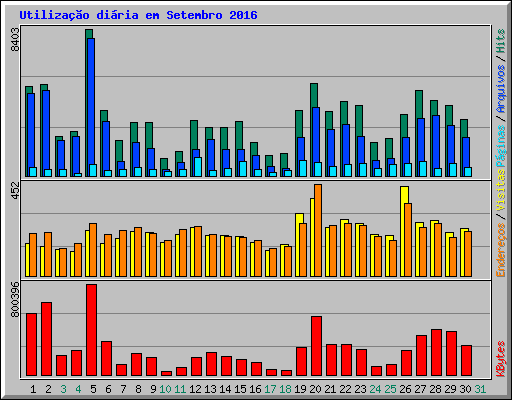 Utilização diária em Setembro 2016
8403
452
800396
Endereços / Visitas Páginas / Arquivos / Hits
KBytes
1 2 3 4 5 6 7 8 9 10 11 12 13 14 15 16 17 18 19 20 21 22 23 24 25 26 27 28 29 30 31